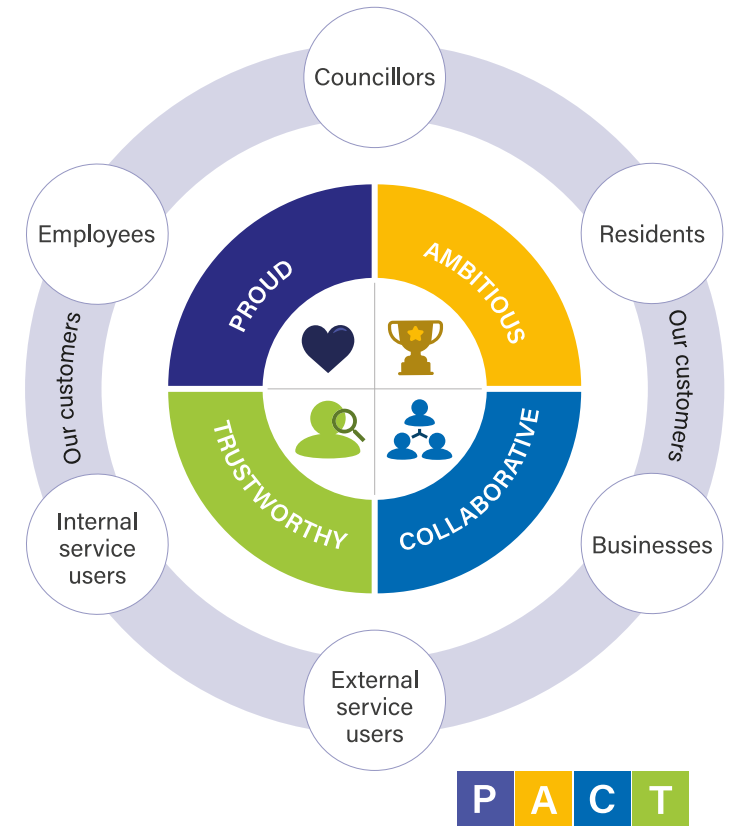 Councillors
Employees
Residents
PROUD
AMBITIOUS
Our customers
Our customers
TRUSTWORTHY
COLLABORATIVE
Internal
service
users
Businesses
External
service
users
P A C T